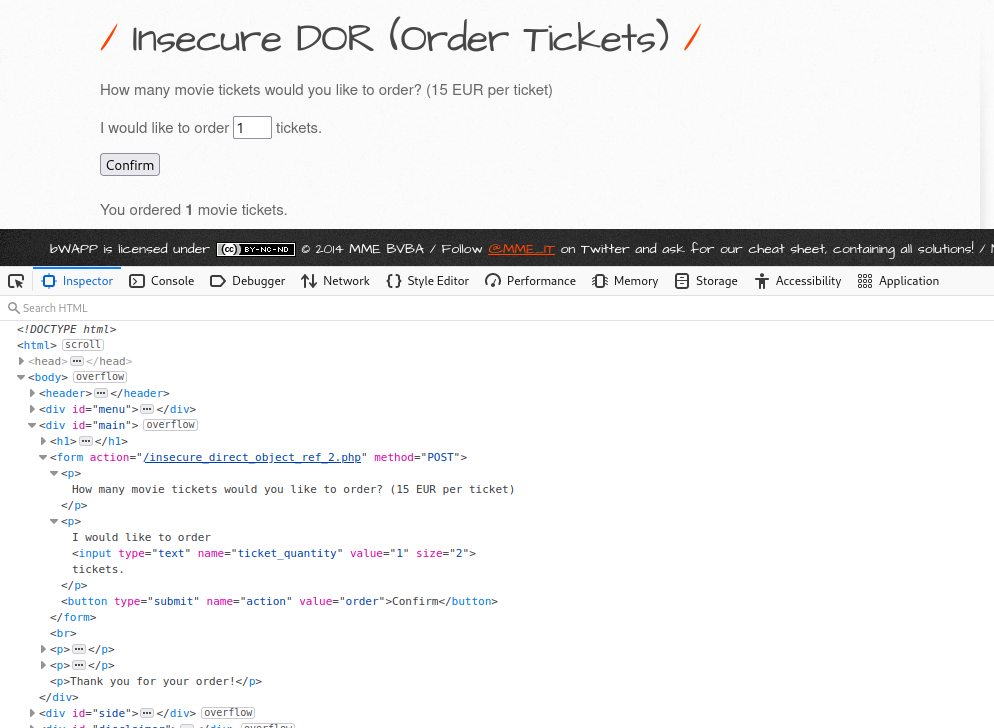 / Insecure DOR (Order Tickets) /
How many movie tickets would you like to order? (15 EUR per ticket)
I would like to order 1 tickets.
Confirm
You ordered 1 movie tickets.
bWAPP is licensed under (cc) BY-NC-ND © 2014 MME BVBA / Follow @MME_IT on Twitter and ask for our cheat sheet, containing all solutions! /
Inspector Console Debugger Network Style Editor Performance Memory Storage Accessibility Application
Search HTML
<!DOCTYPE html>
<html> scroll
<head> ··· </head>
<body> overflow
<header> ··· </header>
<div id="menu"> ··· </div>
<div id="main"> overflow
<h1> ··· </h1>
<form action="/insecure_direct_object_ref_2.php" method="POST">
<p>
How many movie tickets would you like to order? (15 EUR per ticket)
</p>
<p>
I would like to order
<input type="text" name="ticket_quantity" value="1" size="2">
tickets.
</p>
<button type="submit" name="action" value="order">Confirm</button>
</form>
<br>
<p> ··· </p>
<p> ··· </p>
<p>Thank you for your order!</p>
</div>
<div id="side"> ··· </div> overflow